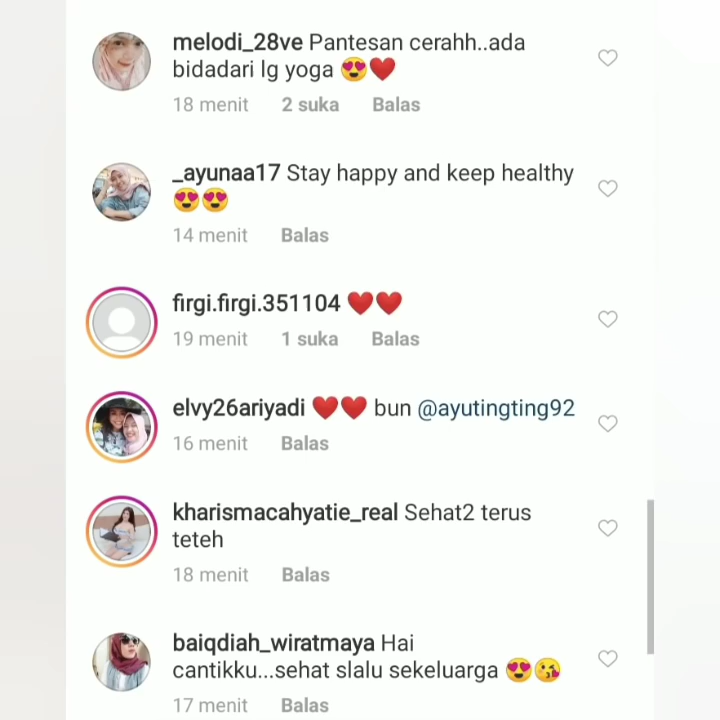 melodi_28ve Pantesan cerahh..ada
bidadari lg yoga 😍❤️
18 menit 2 suka Balas
_ayunaa17 Stay happy and keep healthy
😍😍
14 menit Balas
firgi.firgi.351104 ❤️❤️
19 menit 1 suka Balas
elvy26ariyadi ❤️❤️ bun @ayutingting92
16 menit Balas
kharismacahyatie_real Sehat2 terus
teteh
18 menit Balas
baiqdiah_wiratmaya Hai
cantikku...sehat slalu sekeluarga 😍😘
17 menit Balas